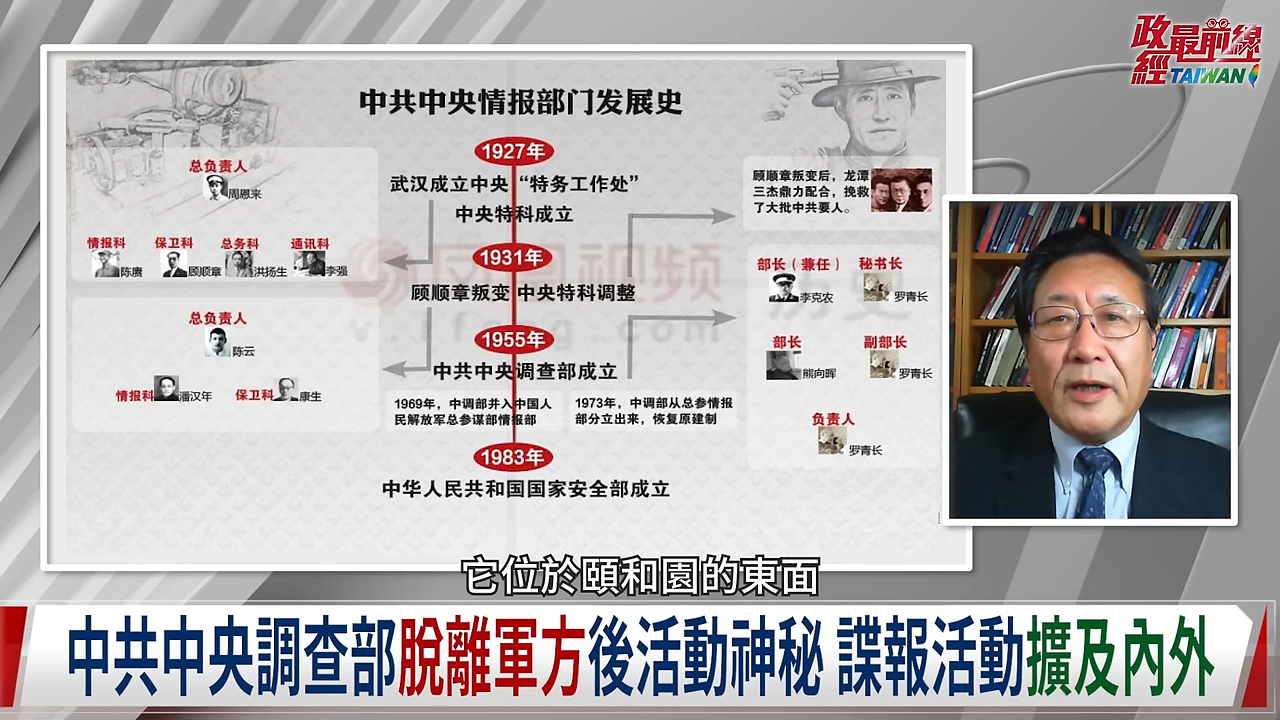 政最前線
經TAIWAN
中共中央情报部门发展史
1927年
武汉成立中央“特务工作处”
中央特科成立
1931年
顾顺章叛变 中央特科调整
1955年
中共中央调查部成立
1969年，中调部并入中国人
民解放军总参谋部情报部
1973年，中调部从总参情报
部分立出来，恢复原建制
1983年
中华人民共和国国家安全部成立
总负责人
周恩来
情报科 保卫科 总务科 通讯科
陈赓 顾顺章 洪扬生 李强
总负责人
陈云
情报科 潘汉年 保卫科 康生
顾顺章叛变后，龙潭
三杰鼎力配合，挽救
了大批中共要人。
部长（兼任） 秘书长
李克农 罗青长
部长 副部长
熊向晖 罗青长
负责人
罗青长
凤凰视频
它位於頤和園的東面
中共中央調查部脫離軍方後活動神秘 諜報活動擴及內外